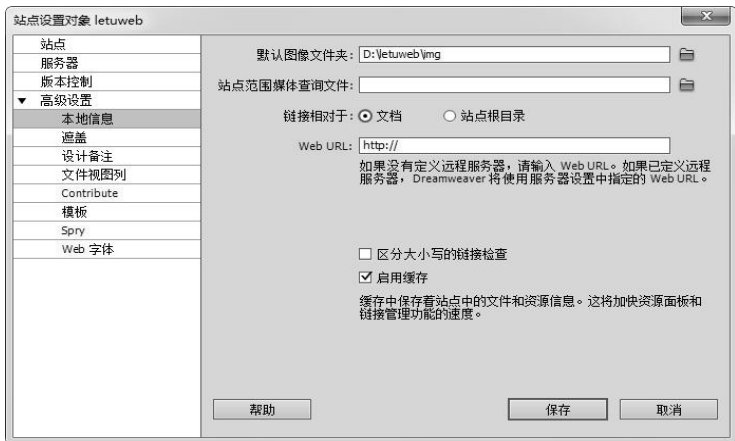 站点设置对象 letuweb
站点
服务器
版本控制
高级设置
本地信息
遮盖
设计备注
文件视图列
Contribute
模板
Spry
Web 字体
默认图像文件夹: D:\letuweb\img
站点范围媒体查询文件:
链接相对于: 文档 站点根目录
Web URL: http://
如果没有定义远程服务器，请输入 Web URL。如果已定义远程
服务器，Dreamweaver 将使用服务器设置中指定的 Web URL。
区分大小写的链接检查
启用缓存
缓存中保存着站点中的文件和资源信息。这将加快资源面板和
链接管理功能的速度。
帮助 保存 取消